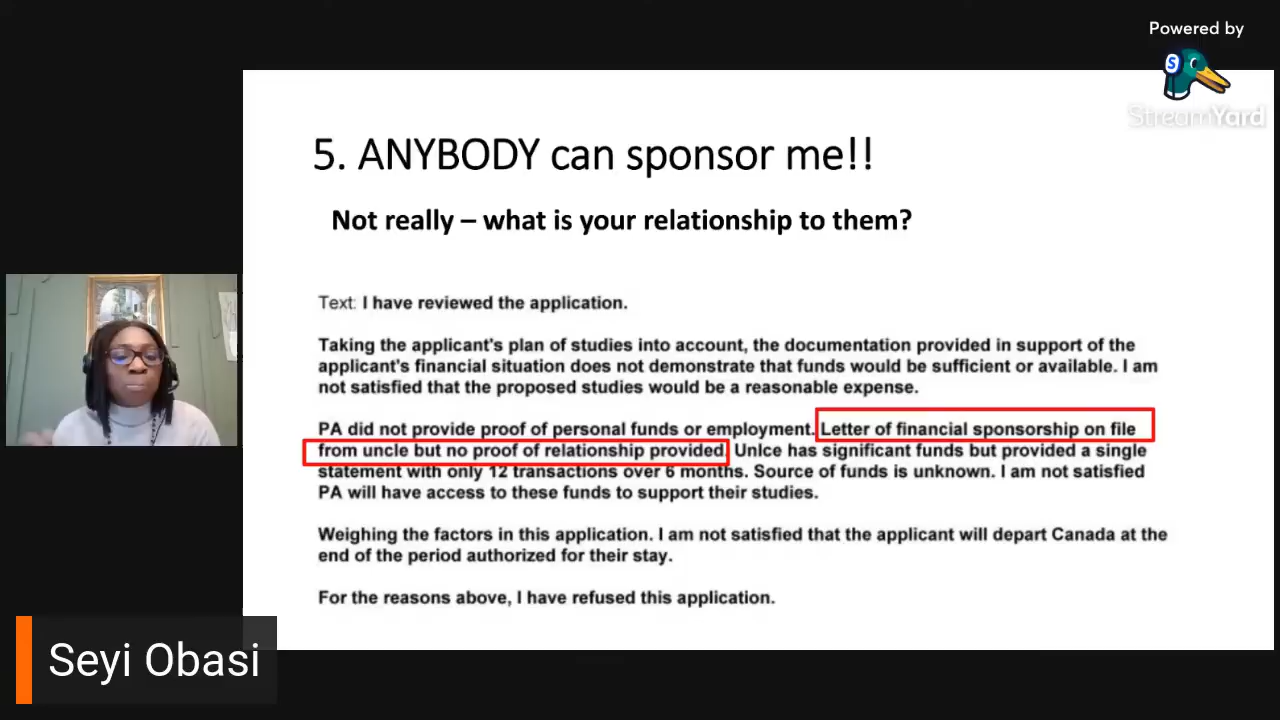 Powered by
S
StreamYard
5. ANYBODY can sponsor me!!
Not really – what is your relationship to them?
Text: I have reviewed the application.
Taking the applicant's plan of studies into account, the documentation provided in support of the
applicant's financial situation does not demonstrate that funds would be sufficient or available. I am
not satisfied that the proposed studies would be a reasonable expense.
PA did not provide proof of personal funds or employment. Letter of financial sponsorship on file
from uncle but no proof of relationship provided. Unlce has significant funds but provided a single
statement with only 12 transactions over 6 months. Source of funds is unknown. I am not satisfied
PA will have access to these funds to support their studies.
Weighing the factors in this application. I am not satisfied that the applicant will depart Canada at the
end of the period authorized for their stay.
For the reasons above, I have refused this application.
Seyi Obasi